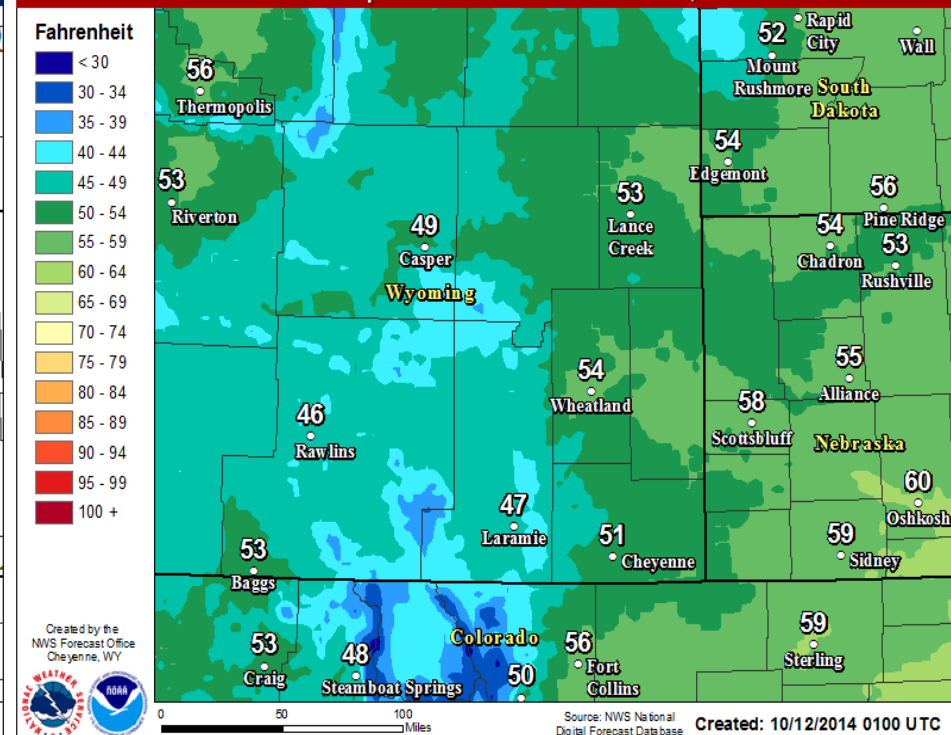 Fahrenheit
< 30
30 - 34
35 - 39
40 - 44
45 - 49
50 - 54
55 - 59
60 - 64
65 - 69
70 - 74
75 - 79
80 - 84
85 - 89
90 - 94
95 - 99
100 +
Created by the
NWS Forecast Office
Cheyenne, WY
NATIONAL WEATHER SERVICE
NOAA
Rapid
City
Wall
52
Mount
Rushmore
South
Dakota
56
Thermopolis
54
Edgemont
53
Riverton
53
Lance
Creek
56
Pine Ridge
49
Casper
54
Chadron
53
Rushville
Wyoming
54
Wheatland
55
Alliance
46
Rawlins
58
Scottsbluff
Nebraska
60
Oshkosh
47
Laramie
51
Cheyenne
59
Sidney
53
Baggs
53
Craig
48
Steamboat Springs
Colorado
50
56
Fort
Collins
59
Sterling
0 50 100
Miles
Source: NWS National
Digital Forecast Database
Created: 10/12/2014 0100 UTC